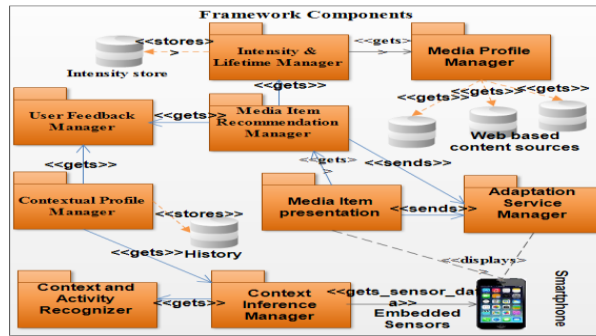 Framework Components
<<stores>
>
Intensity store
Intensity &
Lifetime Manager
<<gets>
>
Media Profile
Manager
<<gets>>
<<gets>>
<<gets>>
<<gets>>
Web based
content sources
User Feedback
Manager
<<gets>>
Media Item
Recommendation
Manager
<<gets>>
<<gets>
>
<<sends>>
Contextual Profile
Manager
<<stores>>
History
Media Item
presentation
<<sends>>
Adaptation
Service
Manager
<<gets>>
<<displays
>>
Context and
Activity
Recognizer
<<gets>>
Context
Inference
Manager
<<gets_sensor_dat
a>>
Embedded
Sensors
Smartphone